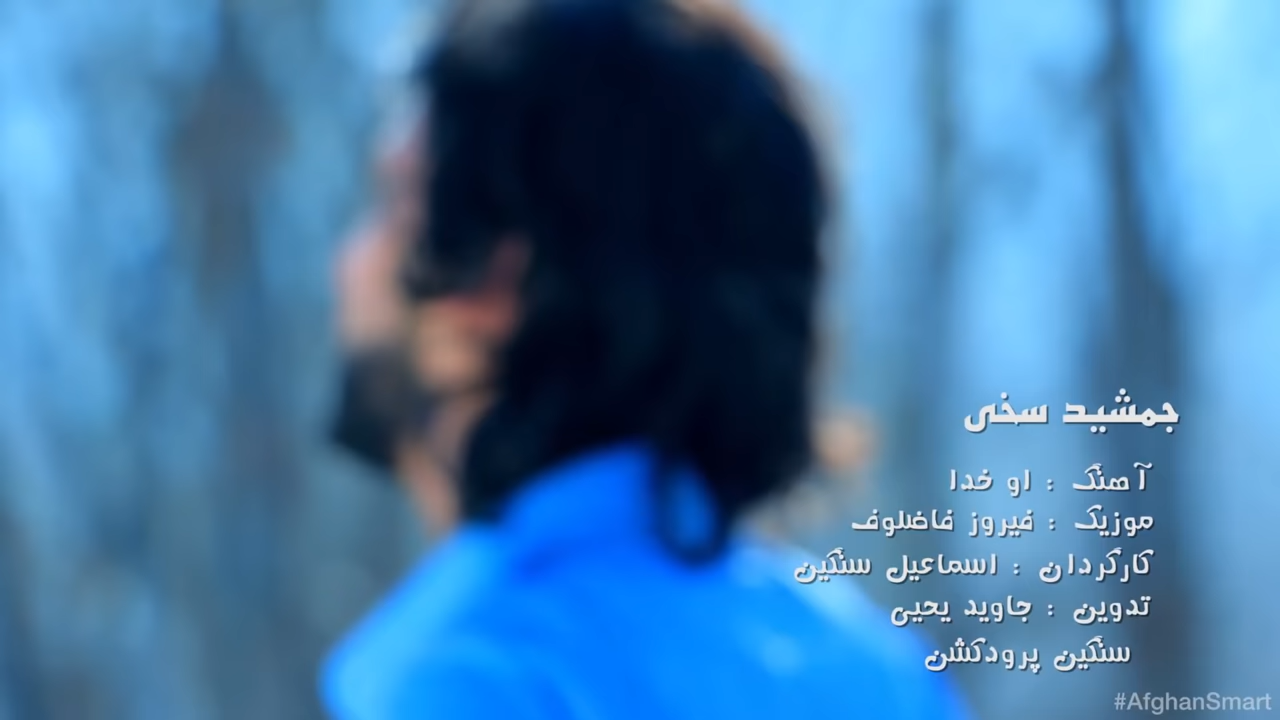 جمشید سخی
آهنگ : او خدا
موزیک : فیروز فاضلوف
کارگردان : اسماعیل سنگین
تدوین : جاوید یحیی
سنگین پرودکشن
#AfghanSmart